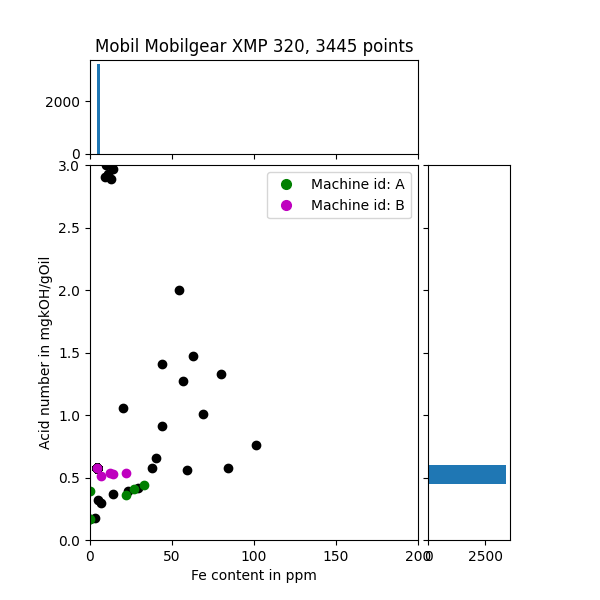 Mobil Mobilgear XMP 320, 3445 points
2000
0
3.0
2.5
2.0
1.5
1.0
0.5
0.0
Acid number in mgkOH/gOil
Machine id: A
Machine id: B
0 50 100 150 200
0 2500
Fe content in ppm